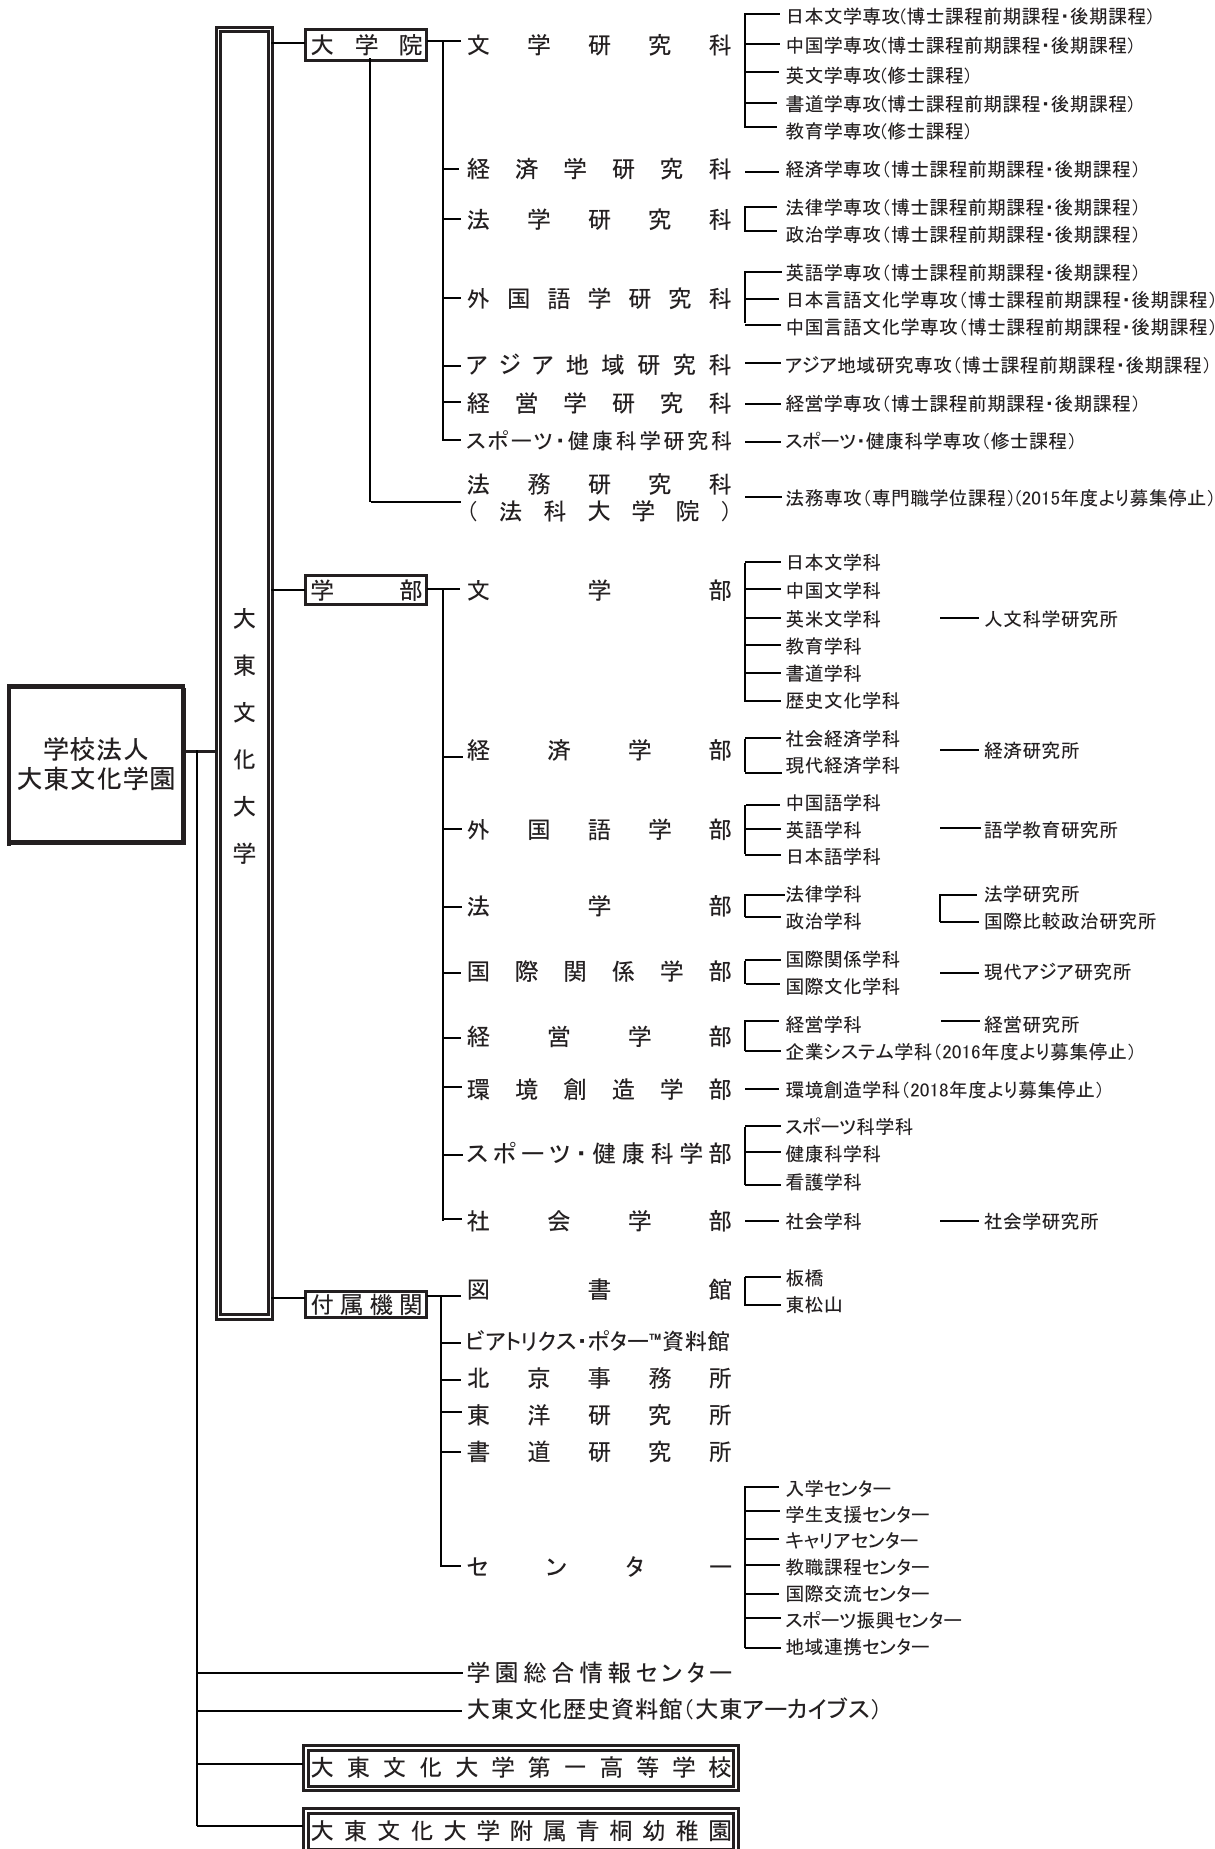 学校法人
大東文化学園
大東文化大学
大学院
文学研究科
日本文学専攻(博士課程前期課程・後期課程)
中国学専攻(博士課程前期課程・後期課程)
英文学専攻(修士課程)
書道学専攻(博士課程前期課程・後期課程)
教育学専攻(修士課程)
経済学研究科
経済学専攻(博士課程前期課程・後期課程)
法学研究科
法律学専攻(博士課程前期課程・後期課程)
政治学専攻(博士課程前期課程・後期課程)
外国語学研究科
英語学専攻(博士課程前期課程・後期課程)
日本言語文化学専攻(博士課程前期課程・後期課程)
中国言語文化学専攻(博士課程前期課程・後期課程)
アジア地域研究科
アジア地域研究専攻(博士課程前期課程・後期課程)
経営学研究科
経営学専攻(博士課程前期課程・後期課程)
スポーツ・健康科学研究科
スポーツ・健康科学専攻(修士課程)
法務研究科
(法科大学院)
法務専攻(専門職学位課程)(2015年度より募集停止)
学部
文学部
日本文学科
中国文学科
英米文学科
教育学科
書道学科
歴史文化学科
人文科学研究所
経済学部
社会経済学科
現代経済学科
経済研究所
外国語学部
中国語学科
英語学科
日本語学科
語学教育研究所
法学部
法律学科
政治学科
法学研究所
国際比較政治研究所
国際関係学部
国際関係学科
国際文化学科
現代アジア研究所
経営学部
経営学科
経営研究所
企業システム学科(2016年度より募集停止)
環境創造学部
環境創造学科(2018年度より募集停止)
スポーツ・健康科学部
スポーツ科学科
健康科学科
看護学科
社会学部
社会学科
社会学研究所
付属機関
図書館
板橋
東松山
ビアトリクス・ポター™資料館
北京事務所
東洋研究所
書道研究所
センター
入学センター
学生支援センター
キャリアセンター
教職課程センター
国際交流センター
スポーツ振興センター
地域連携センター
学園総合情報センター
大東文化歴史資料館(大東アーカイブス)
大東文化大学第一高等学校
大東文化大学附属青桐幼稚園